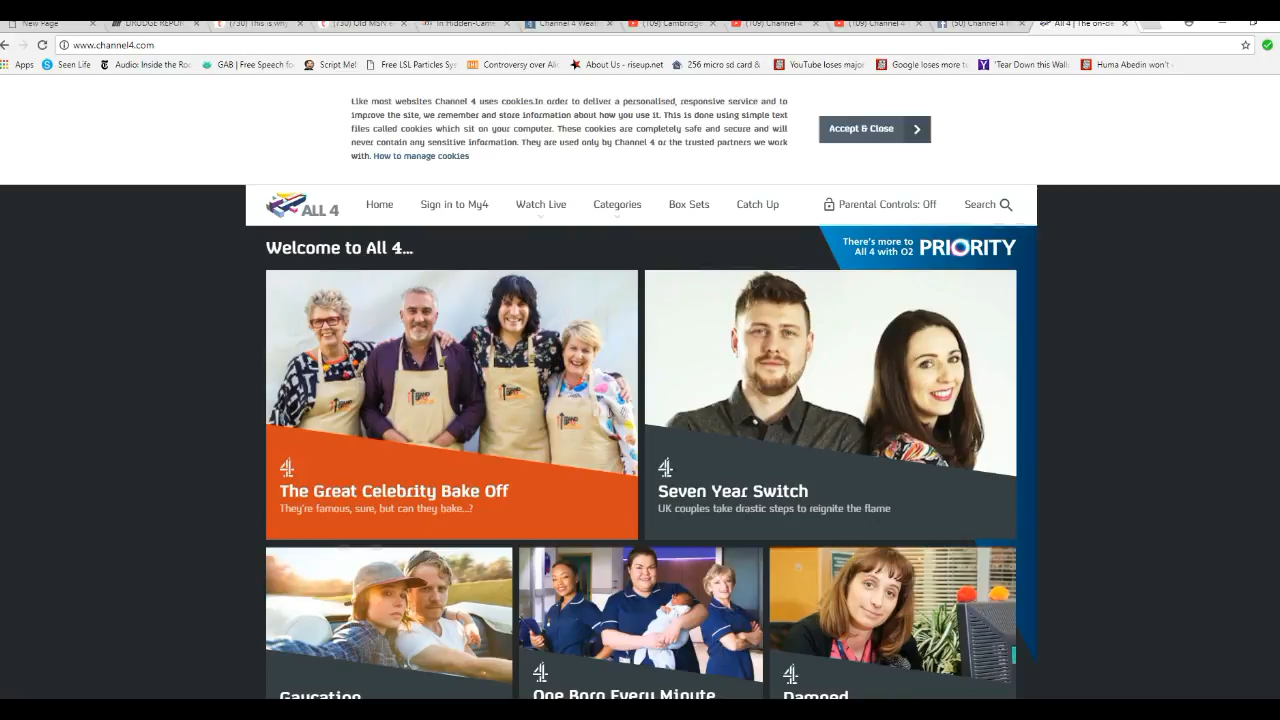 New Page
DRUDGE REPOR
(730) This is why
(730) Old MSN e
In Hidden-Came
Channel 4 Weat
(109) Cambridge
(109) Channel 4
(109) Channel 4
(50) Channel 4 n
All 4 | The on-de
www.channel4.com
Apps
Seen Life
Audio: Inside the Roo
GAB | Free Speech fo
Script Me!
Free LSL Particles Sys
Controversy over Ali
About Us - riseup.net
256 micro sd card &
YouTube loses major
Google loses more t
'Tear Down this Wall
Huma Abedin won't
Like most websites Channel 4 uses cookies.In order to deliver a personalised, responsive service and to
improve the site, we remember and store information about how you use it. This is done using simple text
files called cookies which sit on your computer. These cookies are completely safe and secure and will
never contain any sensitive information. They are used only by Channel 4 or the trusted partners we work
with. How to manage cookies
Accept & Close
ALL 4
Home
Sign in to My4
Watch Live
Categories
Box Sets
Catch Up
Parental Controls: Off
Search
Welcome to All 4...
There's more to
All 4 with O2
PRIORITY
4
The Great Celebrity Bake Off
They're famous, sure, but can they bake...?
4
Seven Year Switch
UK couples take drastic steps to reignite the flame
Gaycation
4
One Born Every Minute
4
Damned